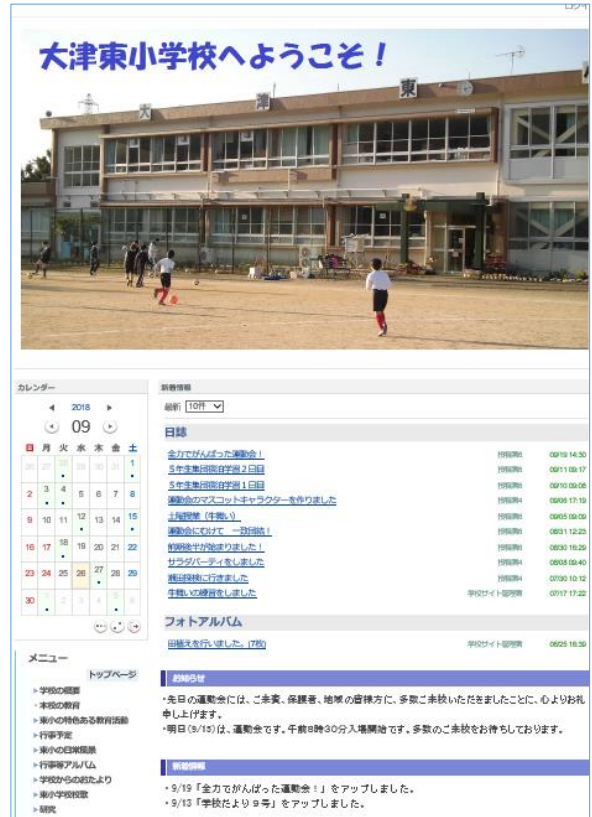 ログイ
大津東小学校へようこそ！
大 津 東 小
カレンダー
2018
09
日 月 火 水 木 金 土
26 27 28 29 30 31 1
2 3 4 5 6 7 8
9 10 11 12 13 14 15
16 17 18 19 20 21 22
23 24 25 26 27 28 29
30 1 2 3 4 5 6
メニュー
トップページ
学校の概要
本校の教育
東小の特色ある教育活動
行事予定
東小の日常風景
行事等アルバム
学校からのおたより
東小学校校歌
研究
新着情報
最新 10件
日誌
全力でがんばった運動会！ 09/19 14:30
５年生集団宿泊学習２日目 09/11 09:17
５年生集団宿泊学習１日目 09/10 09:08
運動会のマスコットキャラクターを作りました 09/06 17:19
土曜授業（牛舞い） 09/05 09:09
運動会にむけて　一致団結！ 08/31 12:23
前期後半が始まりました！ 08/30 16:29
サラダパーティをしました 08/08 09:40
瀬田探検に行きました 07/30 10:12
牛舞いの練習をしました 学校サイト管理者 07/17 17:22
フォトアルバム
田植えを行いました。(7枚) 学校サイト管理者 06/25 16:39
お知らせ
・先日の運動会には、ご来賓、保護者、地域の皆様方に、多数ご来校いただきましたことに、心よりお礼
申し上げます。
・明日(9/15)は、運動会です。午前8時30分入場開始です。多数のご来校をお待ちしております。
新着情報
・9/19「全力でがんばった運動会！」をアップしました。
・9/13「学校だより９号」をアップしました。